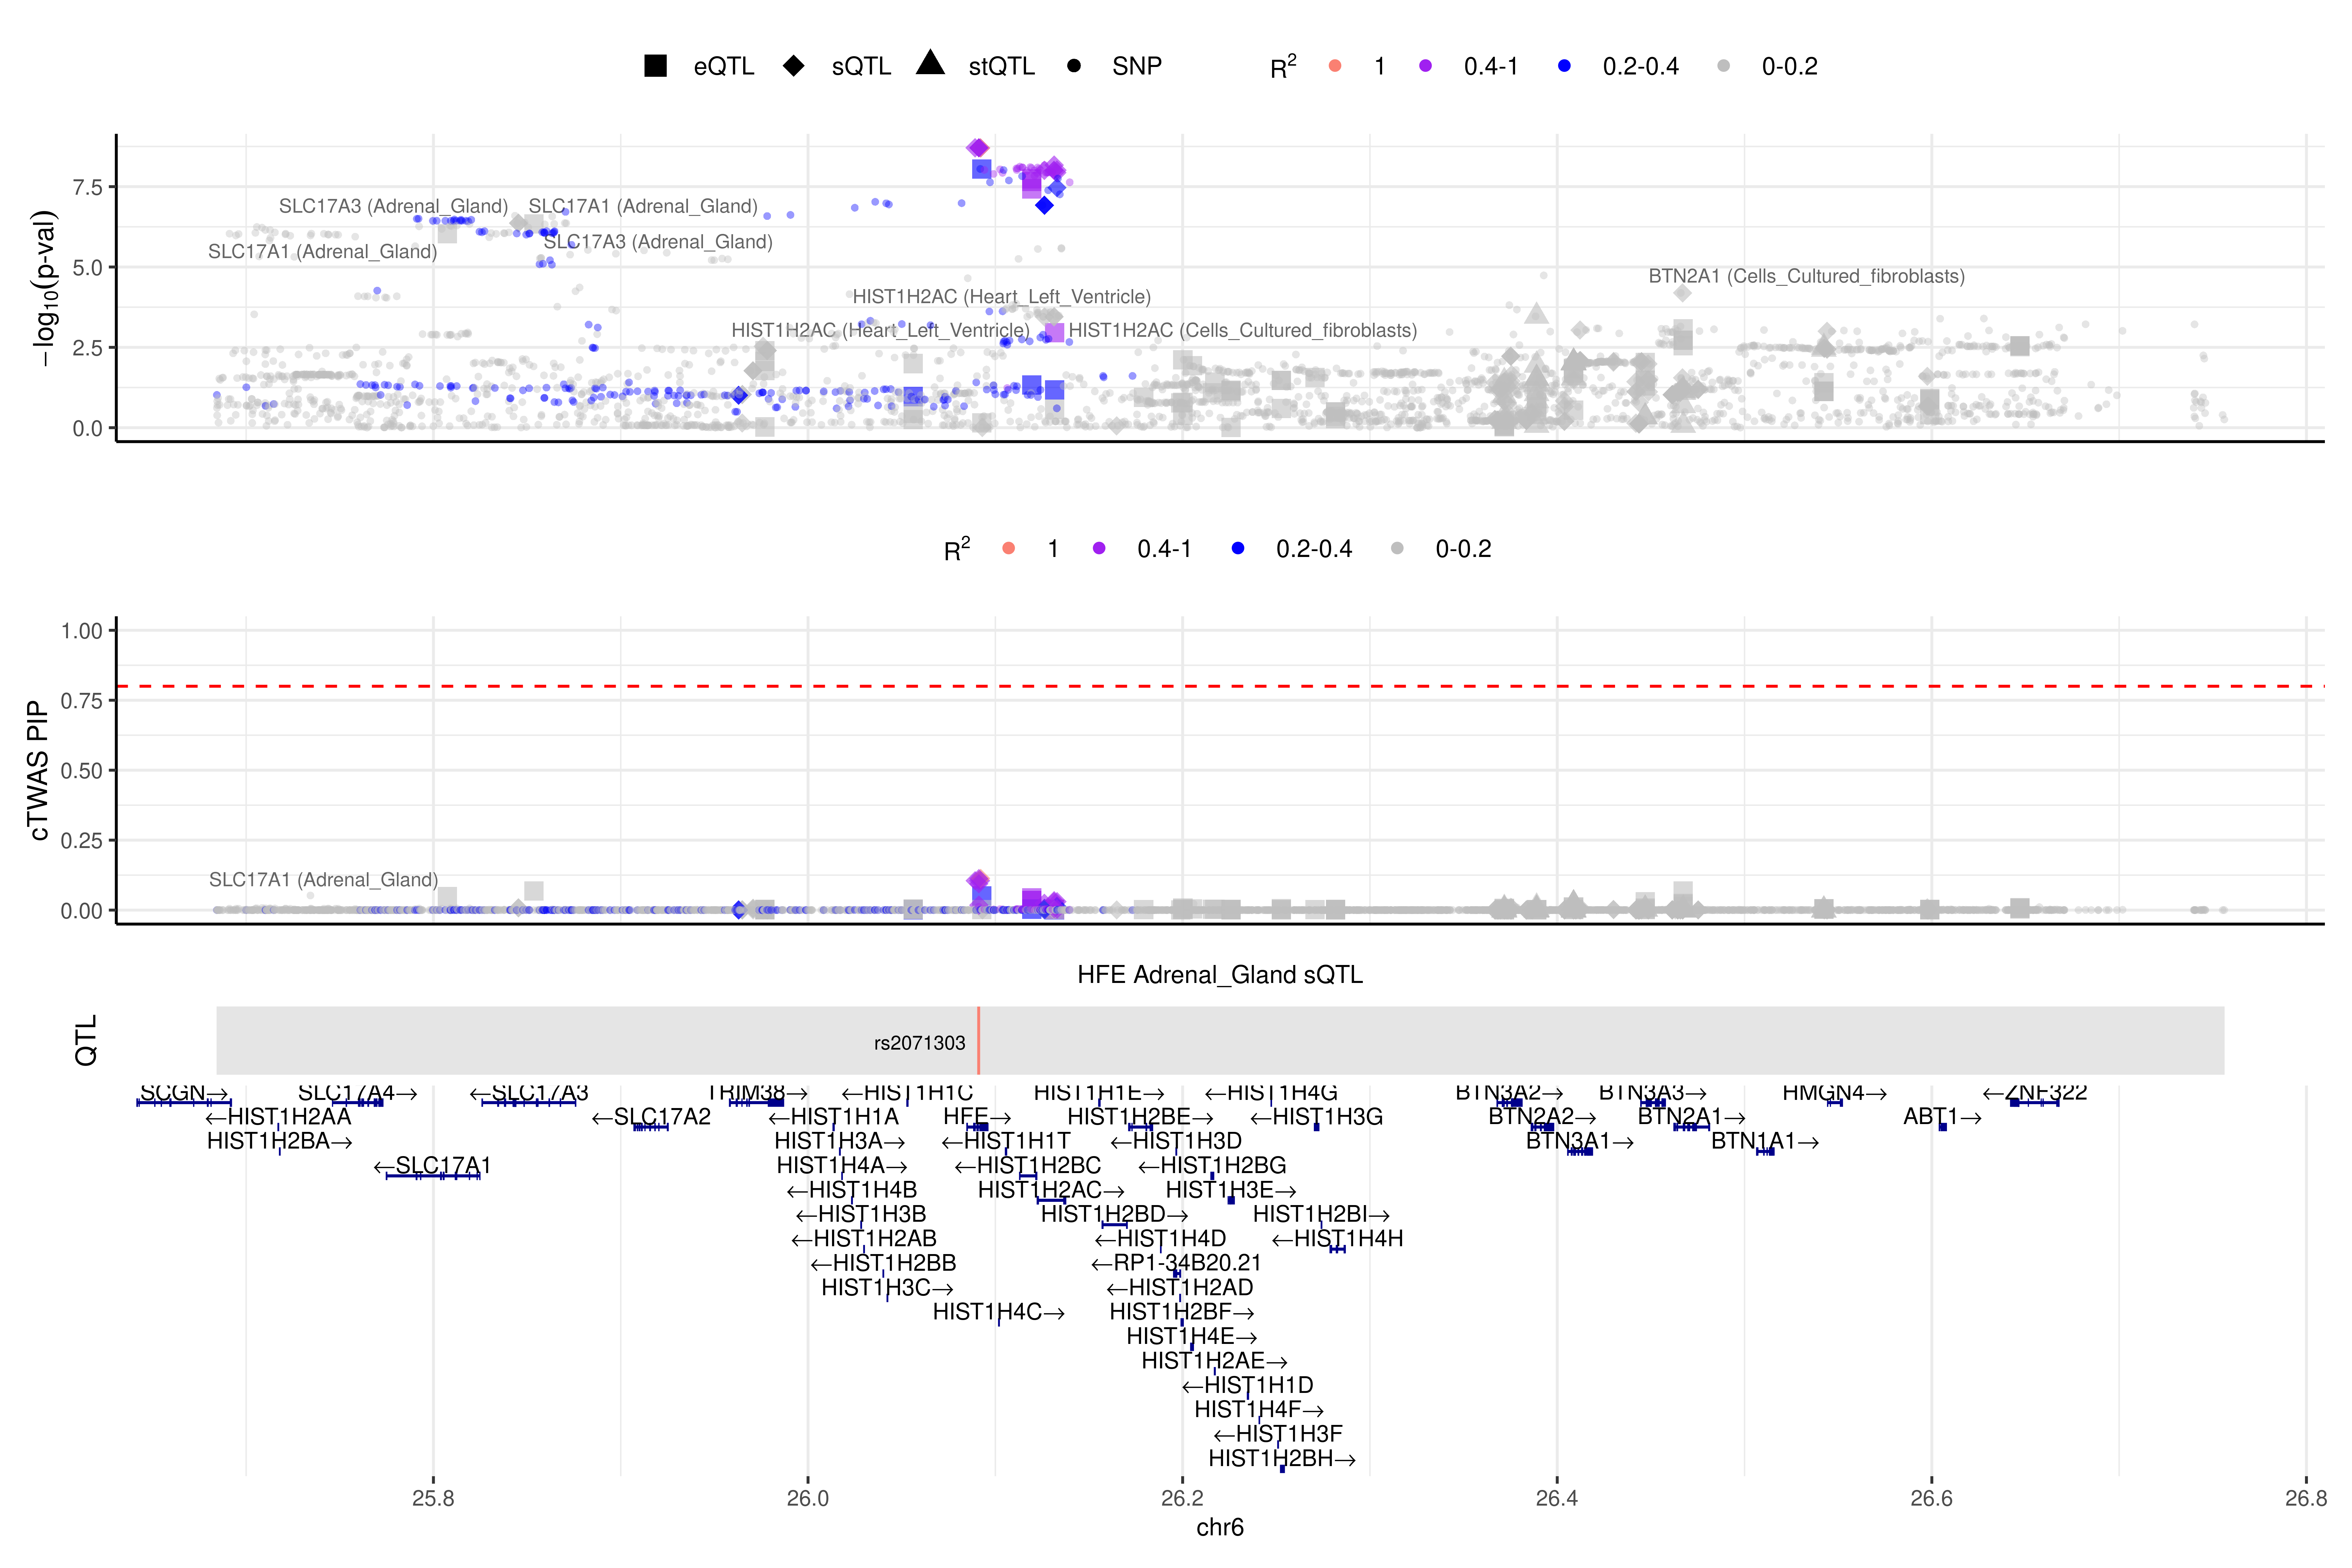 eQTL sQTL stQTL SNP R2 1 0.4-1 0.2-0.4 0-0.2
−log10(p-val)
7.5
5.0
2.5
0.0
SLC17A3 (Adrenal_Gland) SLC17A1 (Adrenal_Gland)
SLC17A1 (Adrenal_Gland) SLC17A3 (Adrenal_Gland)
BTN2A1 (Cells_Cultured_fibroblasts)
HIST1H2AC (Heart_Left_Ventricle)
HIST1H2AC (Heart_Left_Ventricle) HIST1H2AC (Cells_Cultured_fibroblasts)
R2 1 0.4-1 0.2-0.4 0-0.2
cTWAS PIP
1.00
0.75
0.50
0.25
0.00
SLC17A1 (Adrenal_Gland)
HFE Adrenal_Gland sQTL
QTL
rs2071303
SCGN→ SLC17A4→ ←SLC17A3 TRIM38→ ←HIST1H1C HIST1H1E→ ←HIST1H4G BTN3A2→ BTN3A3→ HMGN4→ ←ZNF322
←HIST1H2AA ←SLC17A2 ←HIST1H1A HFE→ HIST1H2BE→ ←HIST1H3G BTN2A2→ BTN2A1→ ABT1→
HIST1H2BA→ HIST1H3A→ ←HIST1H1T ←HIST1H3D BTN3A1→ BTN1A1→
←SLC17A1 HIST1H4A→ ←HIST1H2BC ←HIST1H2BG
←HIST1H4B HIST1H2AC→ HIST1H3E→
←HIST1H3B HIST1H2BD→ HIST1H2BI→
←HIST1H2AB ←HIST1H4D ←HIST1H4H
←HIST1H2BB ←RP1-34B20.21
HIST1H3C→ ←HIST1H2AD
HIST1H4C→ HIST1H2BF→
HIST1H4E→
HIST1H2AE→
←HIST1H1D
HIST1H4F→
←HIST1H3F
HIST1H2BH→
25.8 26.0 26.2 26.4 26.6 26.8
chr6